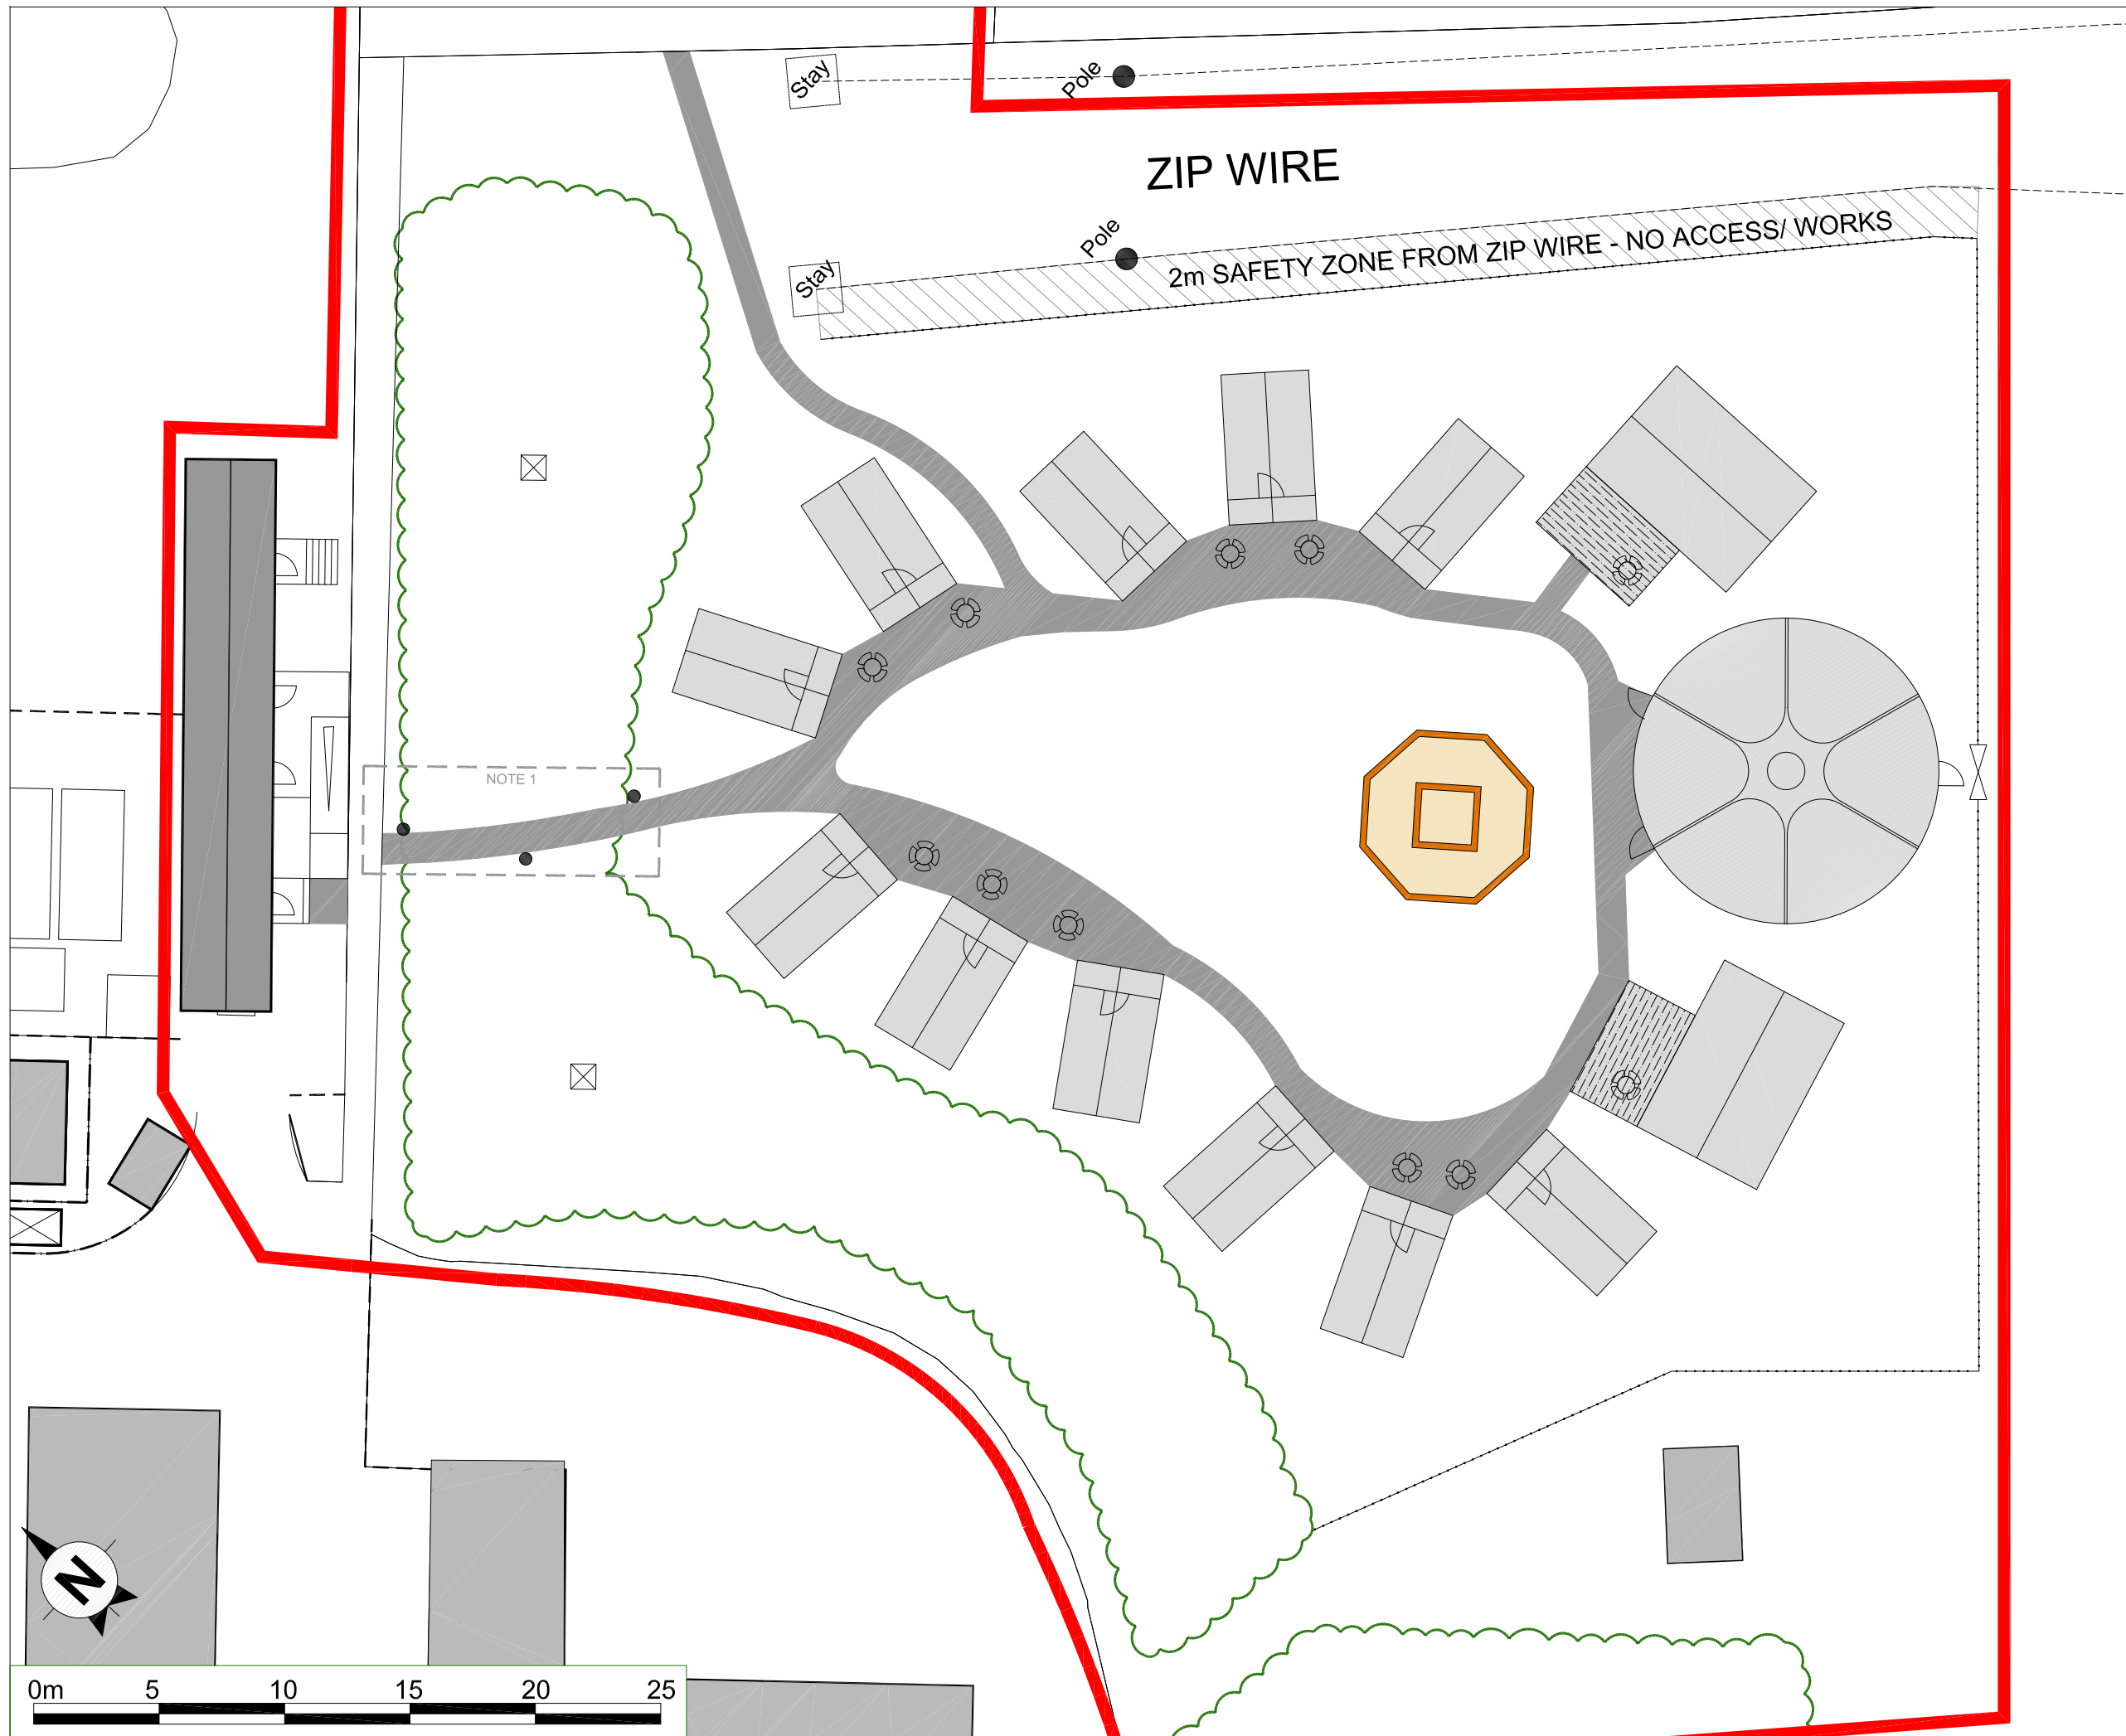 Stay
Pole
ZIP WIRE
Pole
Stay
2m SAFETY ZONE FROM ZIP WIRE - NO ACCESS/ WORKS
NOTE 1
N
0m 5 10 15 20 25